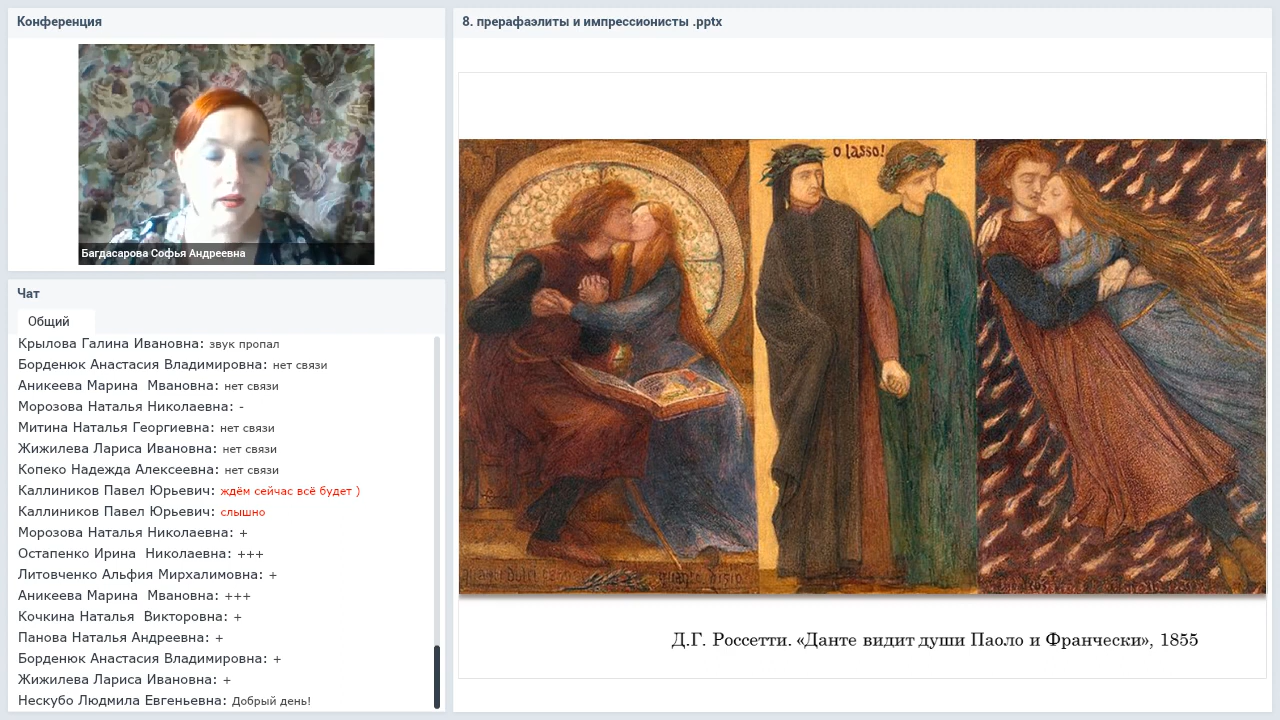 Конференция
Багдасарова Софья Андреевна
Чат
Общий
Крылова Галина Ивановна: звук пропал
Борденюк Анастасия Владимировна: нет связи
Аникеева Марина Мвановна: нет связи
Морозова Наталья Николаевна: -
Митина Наталья Георгиевна: нет связи
Жижилева Лариса Ивановна: нет связи
Копеко Надежда Алексеевна: нет связи
Каллиников Павел Юрьевич: ждём сейчас всё будет )
Каллиников Павел Юрьевич: слышно
Морозова Наталья Николаевна: +
Остапенко Ирина Николаевна: +++
Литовченко Альфия Мирхалимовна: +
Аникеева Марина Мвановна: +++
Кочкина Наталья Викторовна: +
Панова Наталья Андреевна: +
Борденюк Анастасия Владимировна: +
Жижилева Лариса Ивановна: +
Нескубо Людмила Евгеньевна: Добрый день!
8. прерафаэлиты и импрессионисты .pptx
o lasso!
Д.Г. Россетти. «Данте видит души Паоло и Франчески», 1855